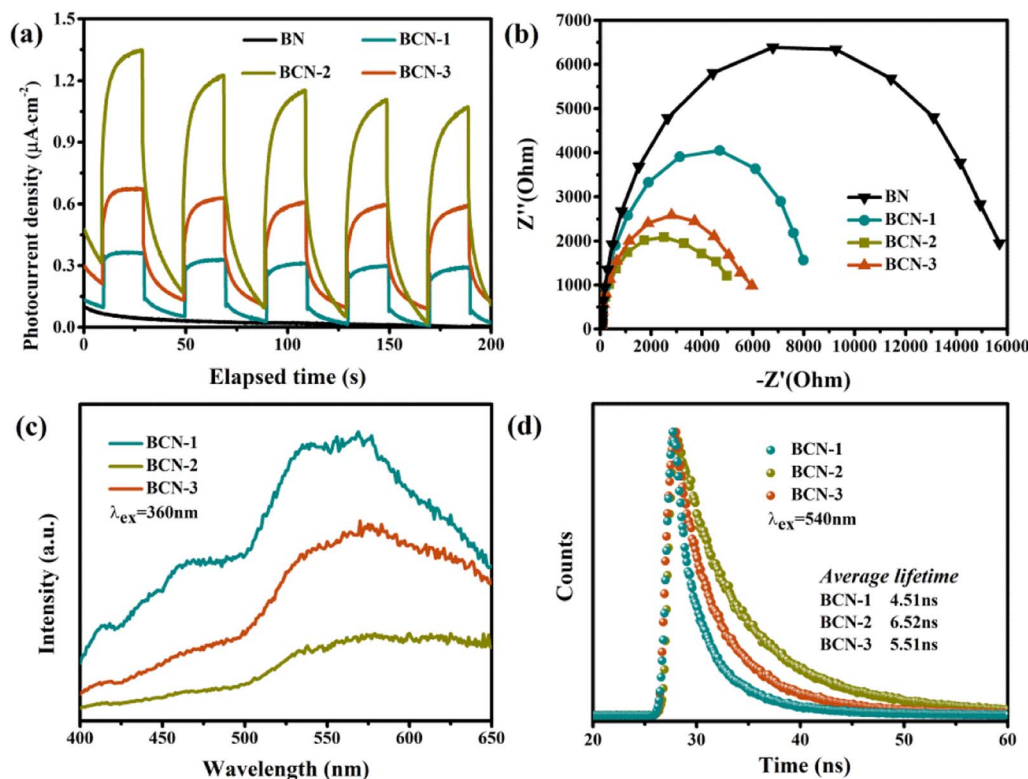 (a)
BN
BCN-1
BCN-2
BCN-3
Photocurrent density (μA·cm⁻²)
1.5
1.2
0.9
0.6
0.3
0.0
0 50 100 150 200
Elapsed time (s)
(b)
Z''(Ohm)
7000
6000
5000
4000
3000
2000
1000
0
BN
BCN-1
BCN-2
BCN-3
0 2000 4000 6000 8000 10000 12000 14000 16000
-Z'(Ohm)
(c)
BCN-1
BCN-2
BCN-3
λex=360nm
Intensity (a.u.)
400 450 500 550 600 650
Wavelength (nm)
(d)
BCN-1
BCN-2
BCN-3
λex=540nm
Counts
Average lifetime
BCN-1 4.51ns
BCN-2 6.52ns
BCN-3 5.51ns
20 30 40 50 60
Time (ns)